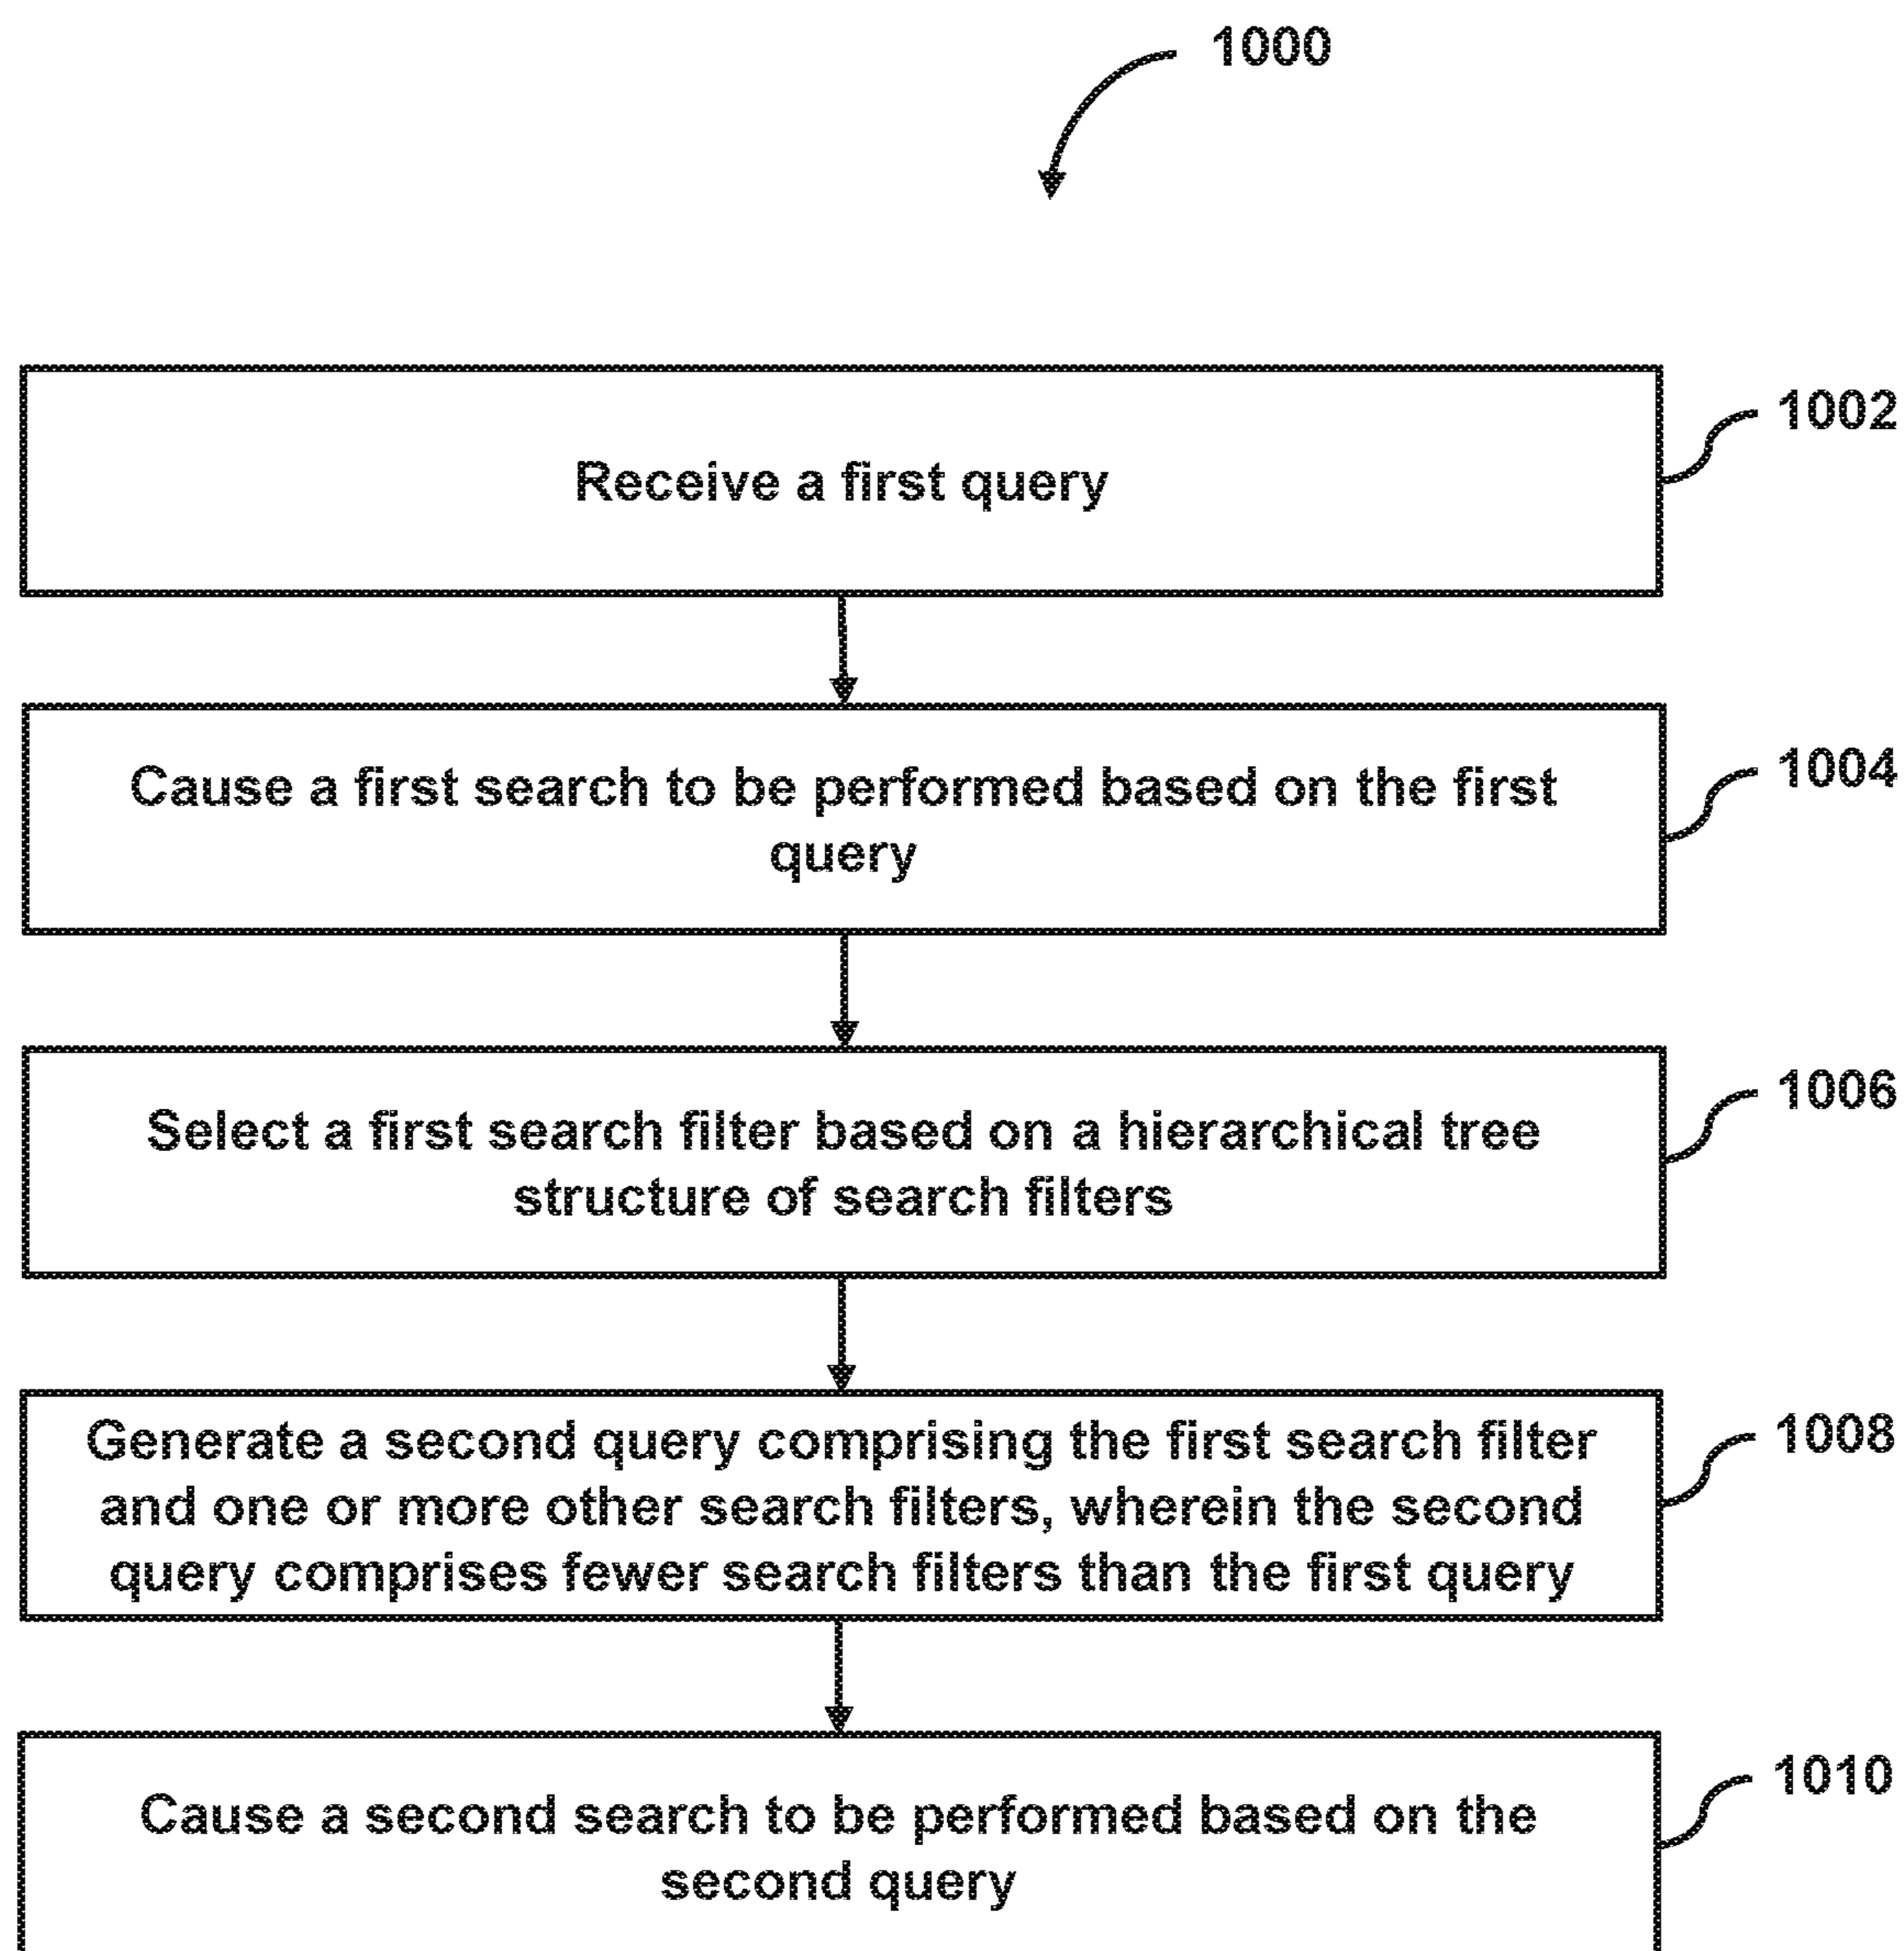 1000
Receive a first query
1002
Cause a first search to be performed based on the first
query
1004
Select a first search filter based on a hierarchical tree
structure of search filters
1006
Generate a second query comprising the first search filter
and one or more other search filters, wherein the second
query comprises fewer search filters than the first query
1008
Cause a second search to be performed based on the
second query
1010